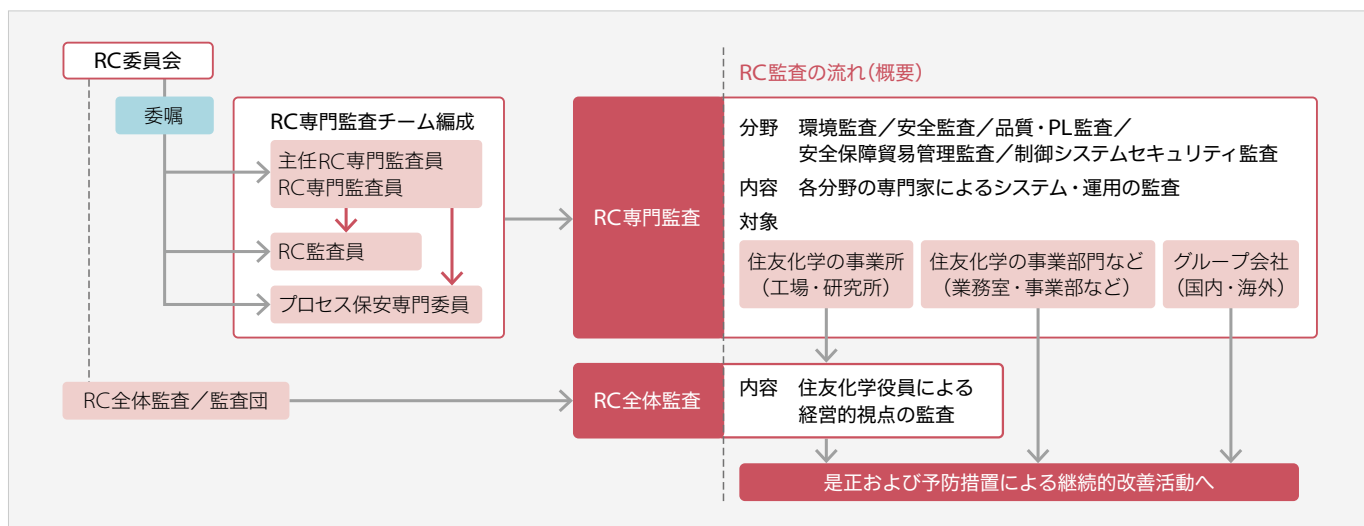 RC委員会
委嘱
RC専門監査チーム編成
主任RC専門監査員
RC専門監査員
RC監査員
プロセス保安専門委員
RC全体監査／監査団
RC監査の流れ（概要）
RC専門監査
分野 環境監査／安全監査／品質・PL監査／
安全保障貿易管理監査／制御システムセキュリティ監査
内容 各分野の専門家によるシステム・運用の監査
対象
住友化学の事業所
（工場・研究所）
住友化学の事業部門など
（業務室・事業部など）
グループ会社
（国内・海外）
RC全体監査
内容 住友化学役員による
経営的視点の監査
是正および予防措置による継続的改善活動へ